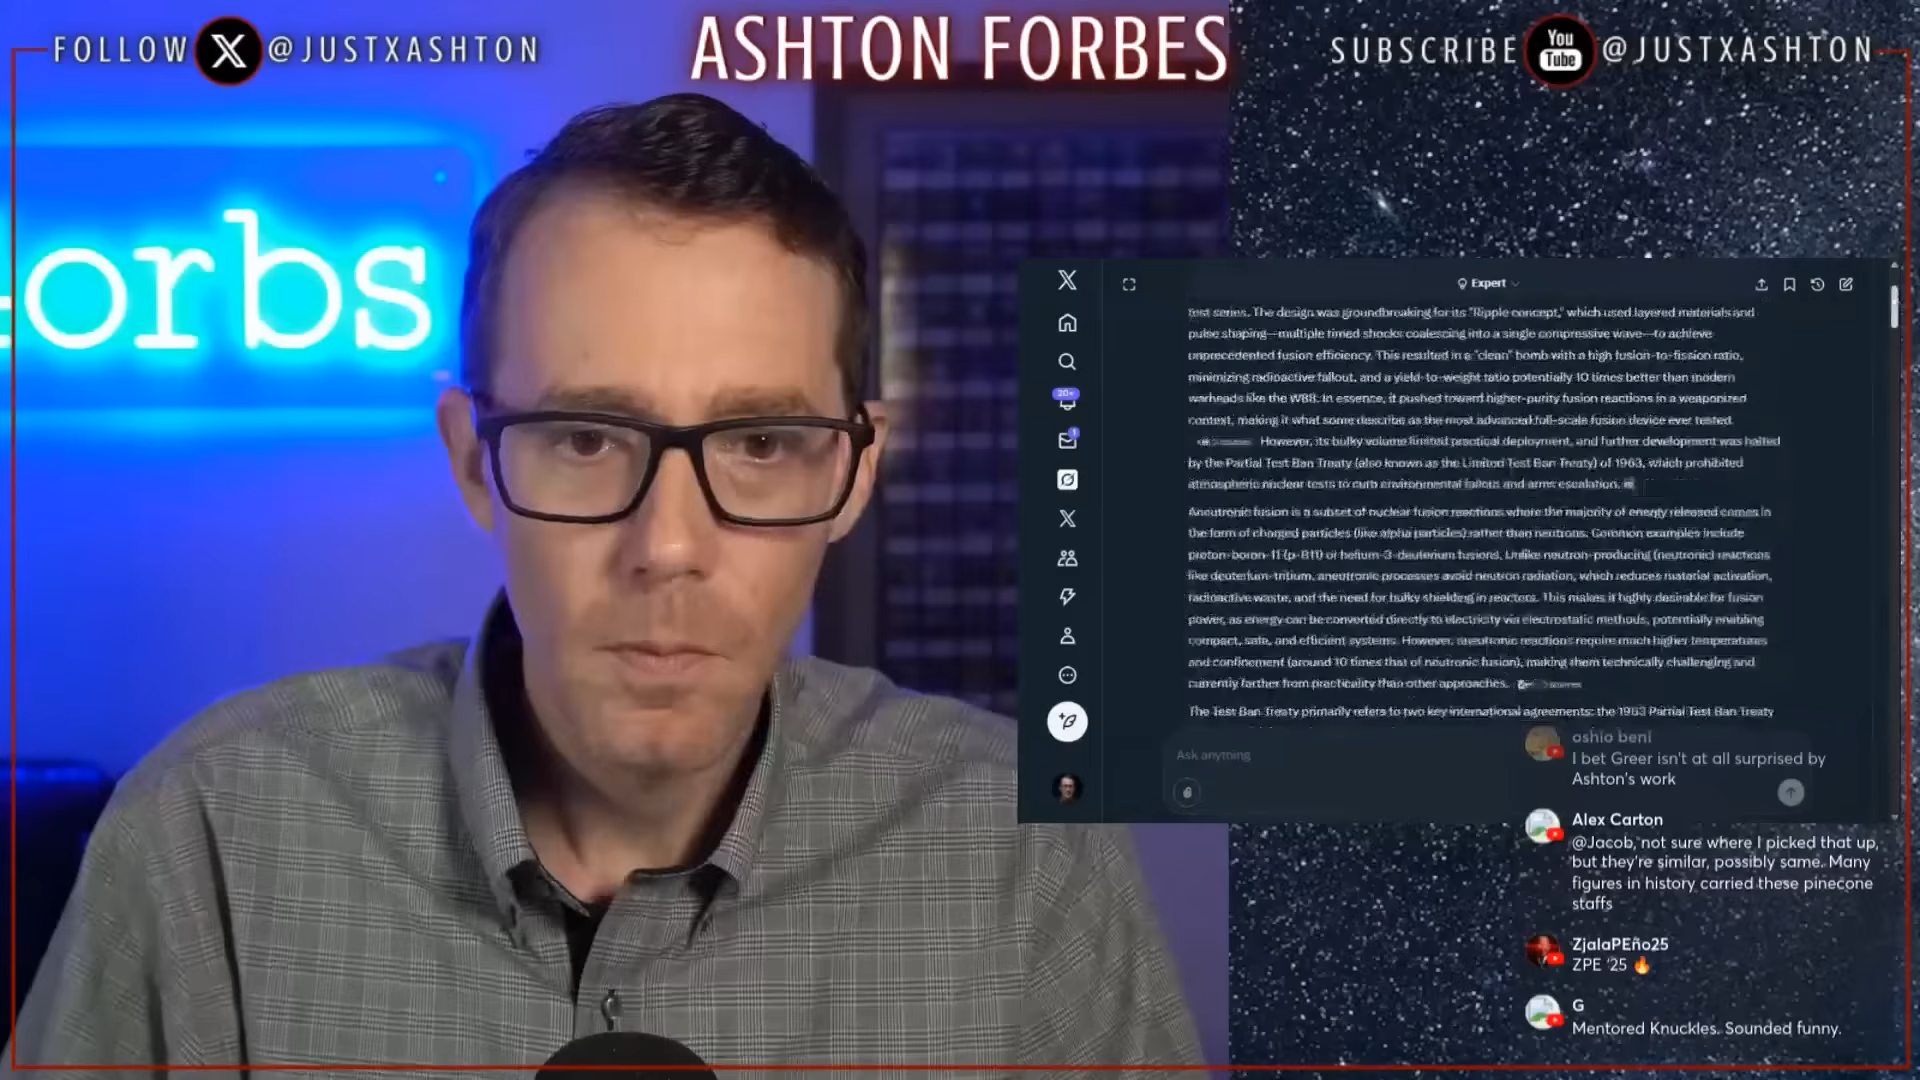 FOLLOW X @JUSTXASHTON
ASHTON FORBES
SUBSCRIBE You Tube @JUSTXASHTON
orbs
Expert
test series. The design was groundbreaking for its "Ripple concept," which used layered materials and
pulse shaping—multiple timed shocks coalescing into a single compressive wave—to achieve
unprecedented fusion efficiency. This resulted in a "clean" bomb with a high fusion-to-fission ratio,
minimizing radioactive fallout, and a yield-to-weight ratio potentially 10 times better than modern
warheads like the W88. In essence, it pushed toward higher-purity fusion reactions in a weaponized
context, making it what some describe as the most advanced full-scale fusion device ever tested.
However, its bulky volume limited practical deployment, and further development was halted
by the Partial Test Ban Treaty (also known as the Limited Test Ban Treaty) of 1963, which prohibited
atmospheric nuclear tests to curb environmental fallout and arms escalation.
Aneutronic fusion is a subset of nuclear fusion reactions where the majority of energy released comes in
the form of charged particles (like alpha particles) rather than neutrons. Common examples include
proton-boron-11 (p-B11) or helium-3-deuterium fusions. Unlike neutron-producing (neutronic) reactions
like deuterium-tritium, aneutronic processes avoid neutron radiation, which reduces material activation,
radioactive waste, and the need for bulky shielding in reactors. This makes it highly desirable for fusion
power, as energy can be converted directly to electricity via electrostatic methods, potentially enabling
compact, safe, and efficient systems. However, aneutronic reactions require much higher temperatures
and confinement (around 10 times that of neutronic fusion), making them technically challenging and
currently farther from practicality than other approaches.
The Test Ban Treaty primarily refers to two key international agreements: the 1963 Partial Test Ban Treaty
20+
1
Ask anything
oshio beni
I bet Greer isn't at all surprised by
Ashton's work
Alex Carton
@Jacob, not sure where I picked that up,
but they're similar, possibly same. Many
figures in history carried these pinecone
staffs
ZjalaPEño25
ZPE '25 🔥
G
Mentored Knuckles. Sounded funny.